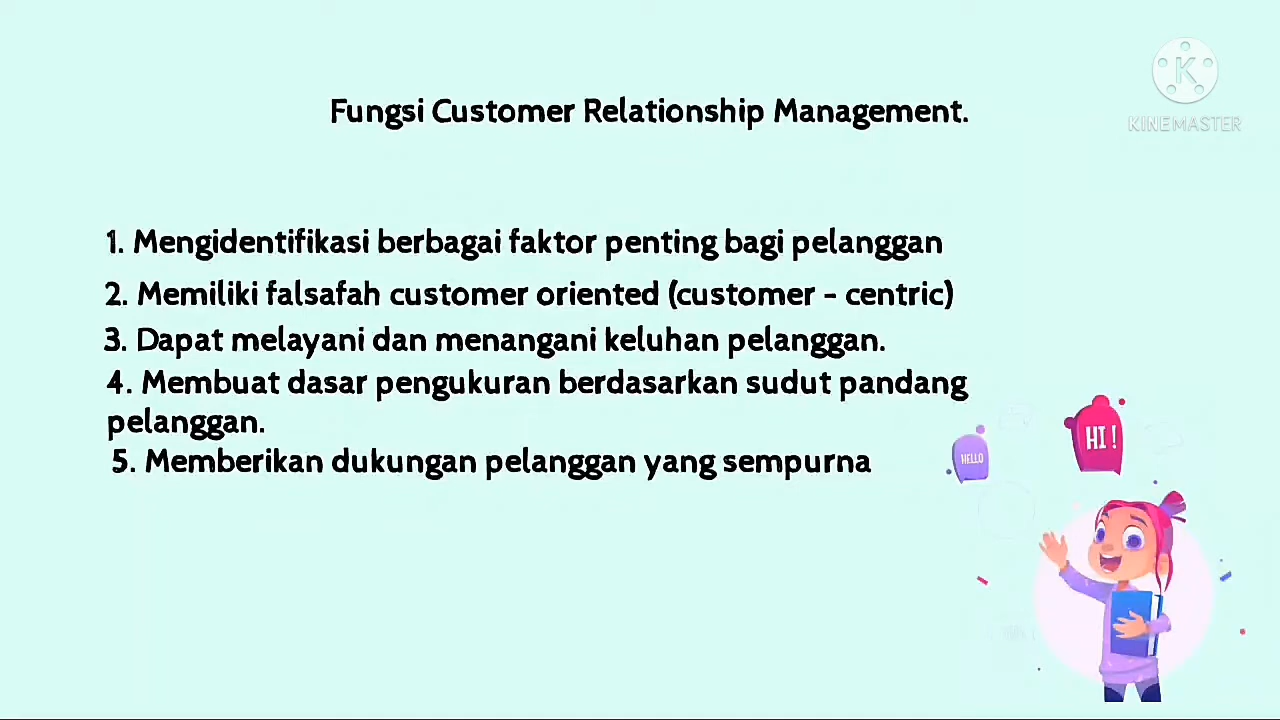 Fungsi Customer Relationship Management.
K
KINEMASTER
1. Mengidentifikasi berbagai faktor penting bagi pelanggan
2. Memiliki falsafah customer oriented (customer - centric)
3. Dapat melayani dan menangani keluhan pelanggan.
4. Membuat dasar pengukuran berdasarkan sudut pandang
pelanggan.
5. Memberikan dukungan pelanggan yang sempurna
HI !
HELLO